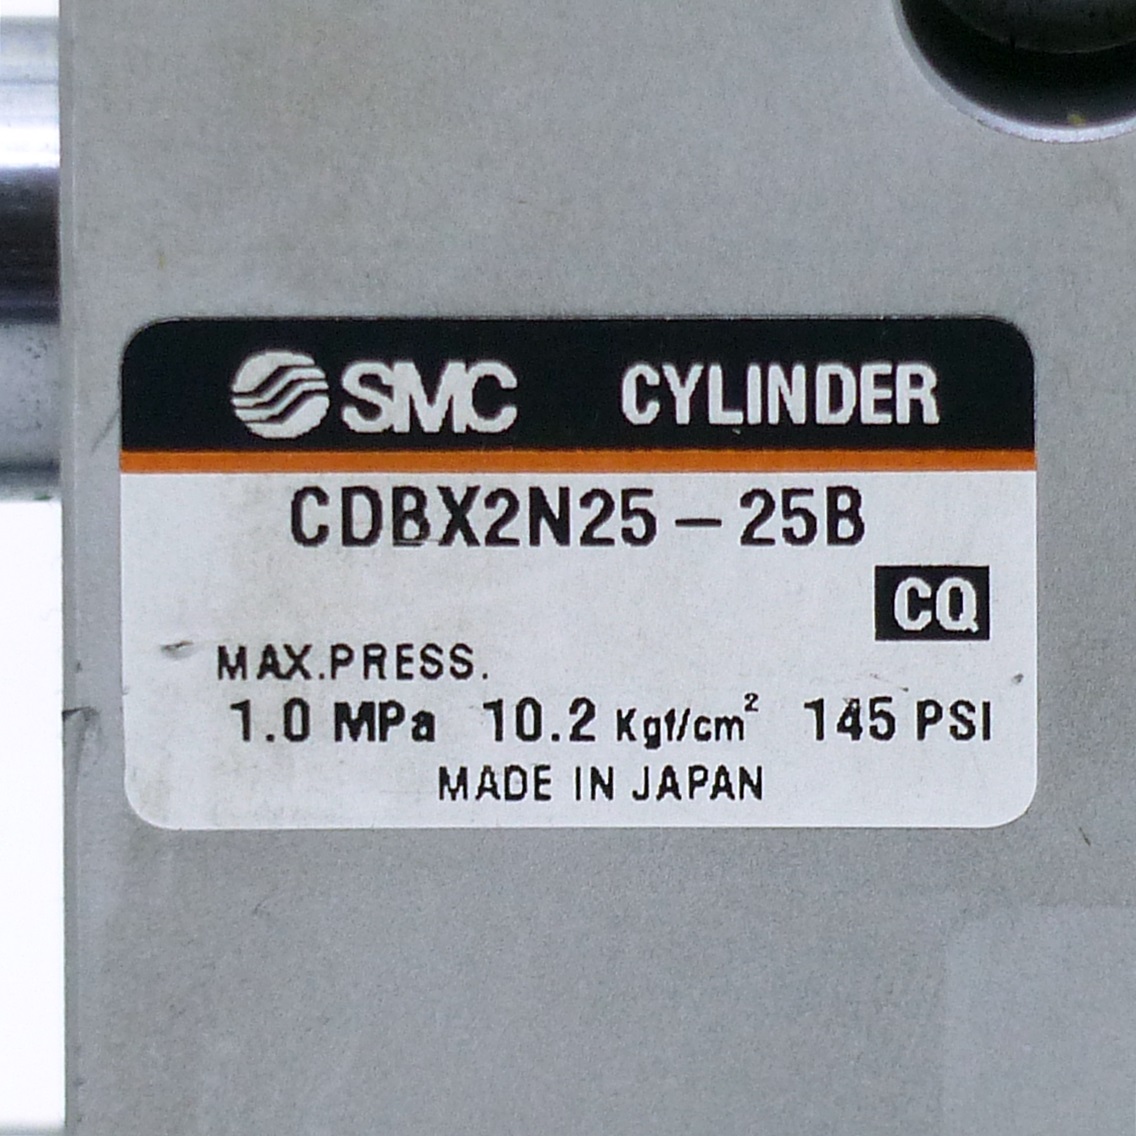 SMC CYLINDER
CDBX2N25-25B
CQ
MAX.PRESS.
1.0 MPa 10.2 Kgf/cm² 145 PSI
MADE IN JAPAN